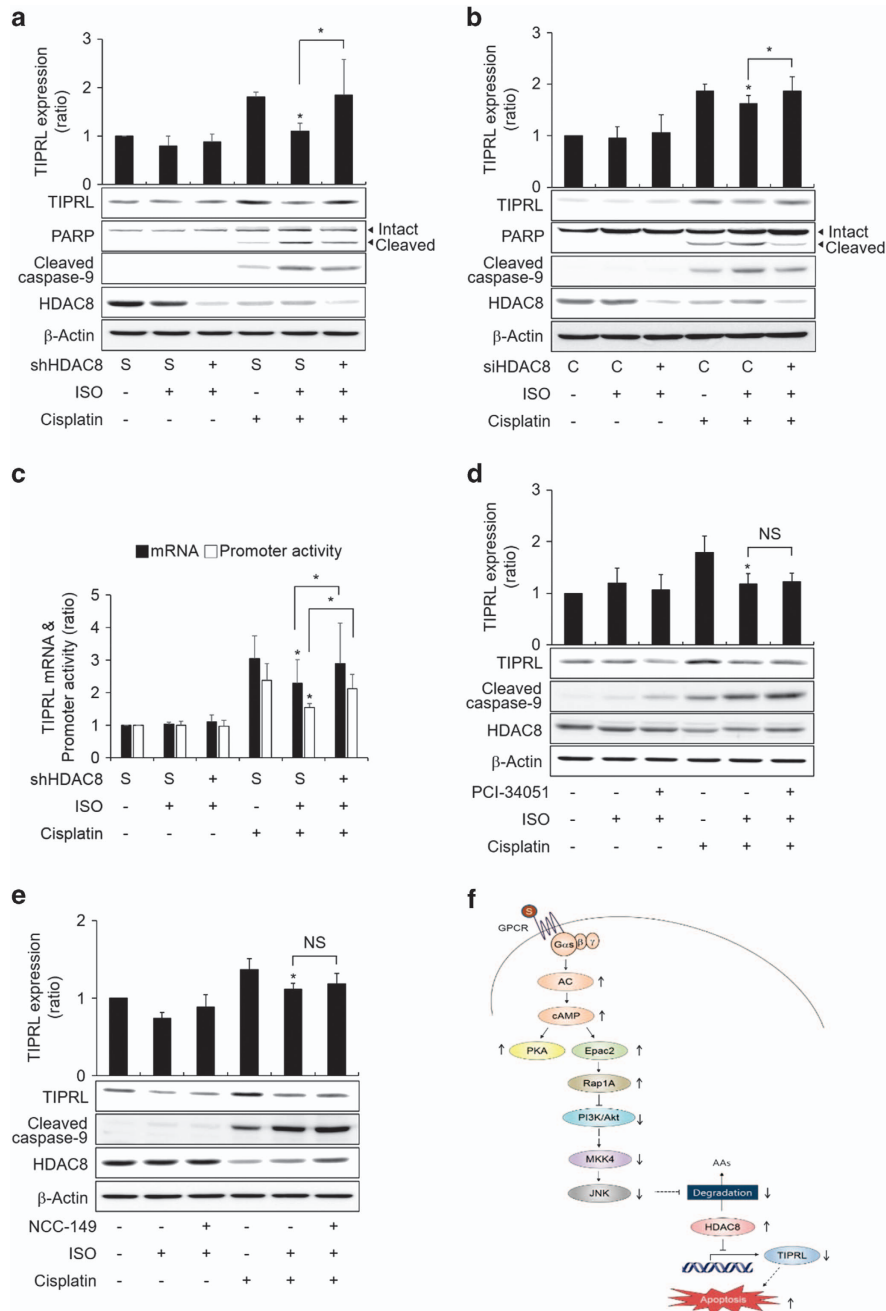 a
TIPRL expression
(ratio)
3
2
1
0
*
*
TIPRL
PARP
Intact
Cleaved
Cleaved
caspase-9
HDAC8
β-Actin
shHDAC8 S S + S S +
ISO - + + - + +
Cisplatin - - - + + +
b
TIPRL expression
(ratio)
3
2
1
0
*
*
TIPRL
PARP
Intact
Cleaved
Cleaved
caspase-9
HDAC8
β-Actin
siHDAC8 C C + C C +
ISO - + + - + +
Cisplatin - - - + + +
c
mRNA Promoter activity
TIPRL mRNA &
Promoter activity (ratio)
5
4
3
2
1
0
*
*
*
*
shHDAC8 S S + S S +
ISO - + + - + +
Cisplatin - - - + + +
d
TIPRL expression
(ratio)
3
2
1
0
NS
*
TIPRL
Cleaved
caspase-9
HDAC8
β-Actin
PCI-34051 - - + - - +
ISO - + + - + +
Cisplatin - - - + + +
e
TIPRL expression
(ratio)
2
1
0
NS
*
TIPRL
Cleaved
caspase-9
HDAC8
β-Actin
NCC-149 - - + - - +
ISO - + + - + +
Cisplatin - - - + + +
f
S
GPCR
Gαs β γ
AC ↑
cAMP ↑
↑ PKA Epac2 ↑
Rap1A ↑
PI3K/Akt ↓
MKK4 ↓
AAs
JNK ↓ Degradation ↓
HDAC8 ↑
TIPRL ↓
Apoptosis ↑